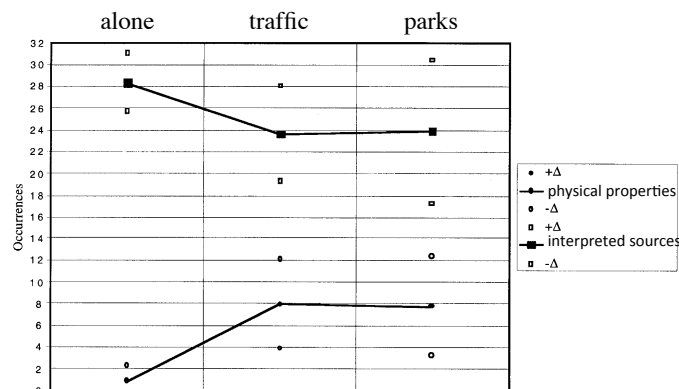 alone traffic parks
32
30
28
26
24
22
20
18
16
14
12
10
8
6
4
2
Occurrences
+Δ
physical properties
-Δ
+Δ
interpreted sources
-Δ